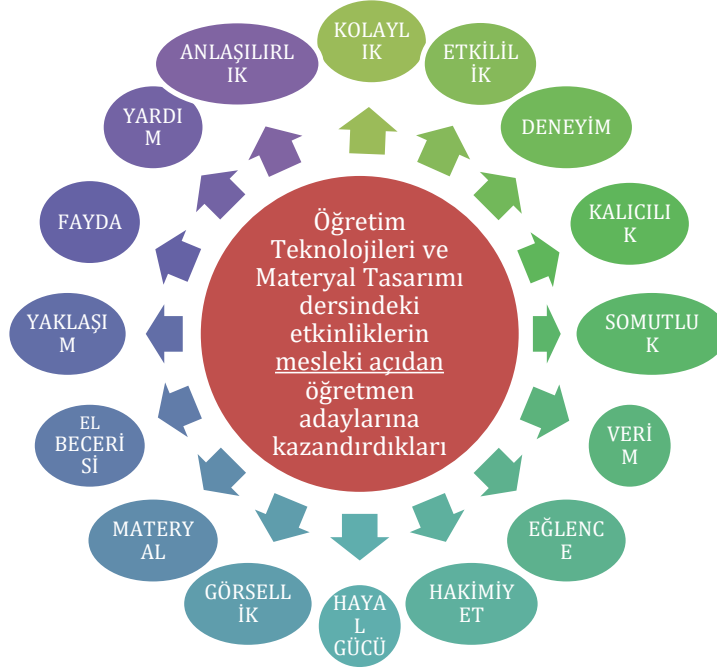 KOLAYL
IK
ETKİLİL
İK
DENEYİM
KALICILI
K
SOMUTLU
K
VERİ
M
EĞLENC
E
HAKİMİY
ET
HAYA
L
GÜCÜ
GÖRSELL
İK
MATERY
AL
EL
BECERİ
Sİ
YAKLAŞI
M
FAYDA
YARDI
M
ANLAŞILIRL
IK
Öğretim
Teknolojileri ve
Materyal Tasarımı
dersindeki
etkinliklerin
mesleki açıdan
öğretmen
adaylarına
kazandırdıkları